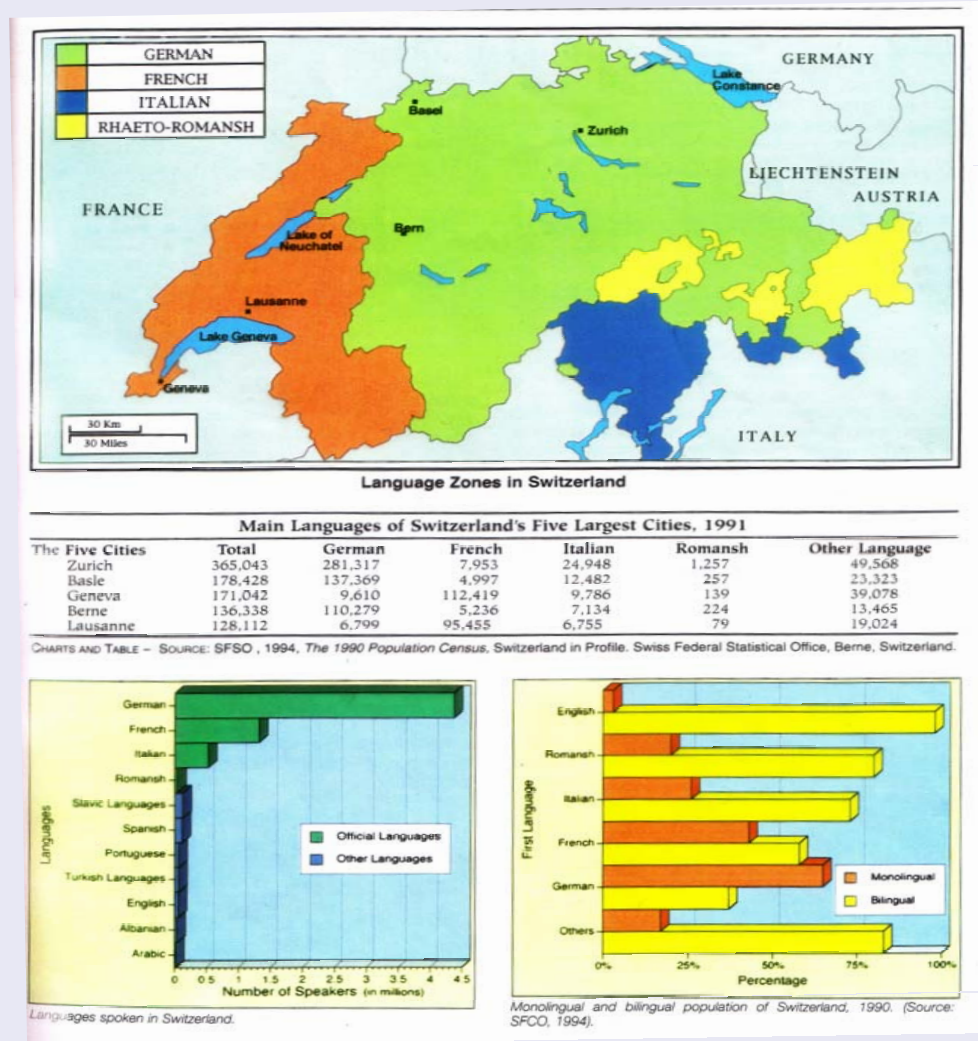 GERMAN
FRENCH
ITALIAN
RHAETO-ROMANSH
GERMANY
Lake
Constance
Basel
Zurich
LIECHTENSTEIN
AUSTRIA
FRANCE
Bern
Lake of
Neuchatel
Lausanne
Lake Geneva
Geneva
30 Km
30 Miles
ITALY
Language Zones in Switzerland
Main Languages of Switzerland's Five Largest Cities, 1991
The Five Cities Total German French Italian Romansh Other Language
Zurich 365,043 281,317 7,953 24,948 1,257 49,568
Basle 178,428 137,369 4,997 12,482 257 23,323
Geneva 171,042 9,610 112,419 9,786 139 39,078
Berne 136,338 110,279 5,236 7,134 224 13,465
Lausanne 128,112 6,799 95,455 6,755 79 19,024
CHARTS AND TABLE – SOURCE: SFSO , 1994, The 1990 Population Census, Switzerland in Profile. Swiss Federal Statistical Office, Berne, Switzerland.
Languages
German
French
Italian
Romansh
Slavic Languages
Spanish
Portuguese
Turkish Languages
English
Albanian
Arabic
Official Languages
Other Languages
0 0 5 1 1.5 2 2.5 3 3.5 4 4 5
Number of Speakers (in millions)
Languages spoken in Switzerland.
First Language
English
Romansh
Italian
French
German
Others
Monolingual
Bilingual
0% 25% 50% 75% 100%
Percentage
Monolingual and bilingual population of Switzerland, 1990. (Source:
SFCO, 1994).